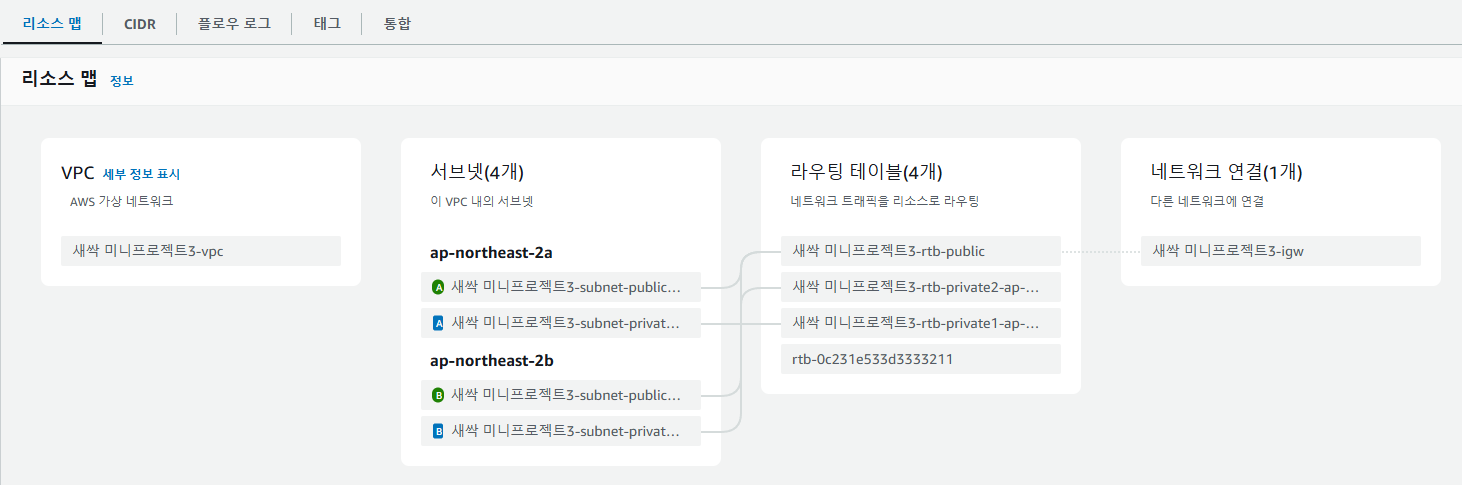 리소스 맵
CIDR
플로우 로그
태그
통합
리소스 맵 정보
VPC 세부 정보 표시
AWS 가상 네트워크
새싹 미니프로젝트3-vpc
서브넷(4개)
이 VPC 내의 서브넷
ap-northeast-2a
A 새싹 미니프로젝트3-subnet-public...
A 새싹 미니프로젝트3-subnet-privat...
ap-northeast-2b
B 새싹 미니프로젝트3-subnet-public...
B 새싹 미니프로젝트3-subnet-privat...
라우팅 테이블(4개)
네트워크 트래픽을 리소스로 라우팅
새싹 미니프로젝트3-rtb-public
새싹 미니프로젝트3-rtb-private2-ap-...
새싹 미니프로젝트3-rtb-private1-ap-...
rtb-0c231e533d3333211
네트워크 연결(1개)
다른 네트워크에 연결
새싹 미니프로젝트3-igw